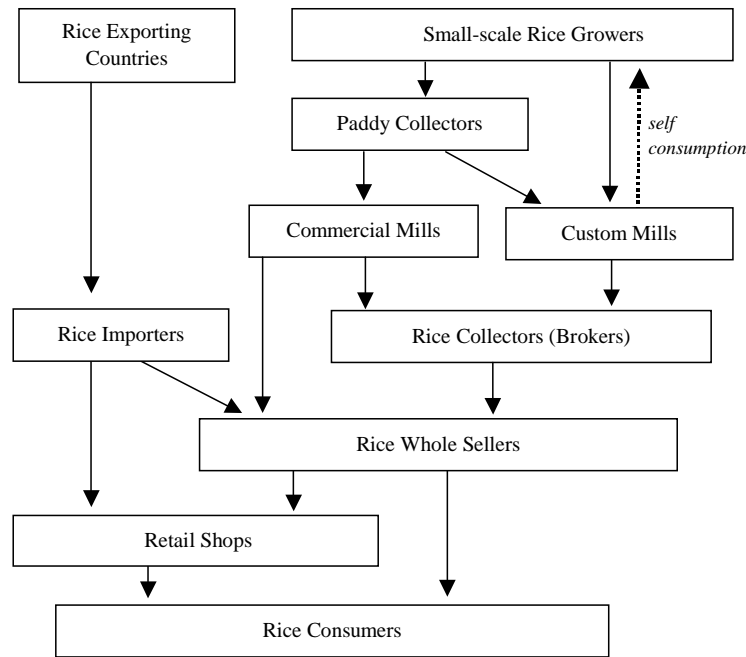 Rice Exporting
Countries
Small-scale Rice Growers
Paddy Collectors
self
consumption
Commercial Mills
Custom Mills
Rice Importers
Rice Collectors (Brokers)
Rice Whole Sellers
Retail Shops
Rice Consumers